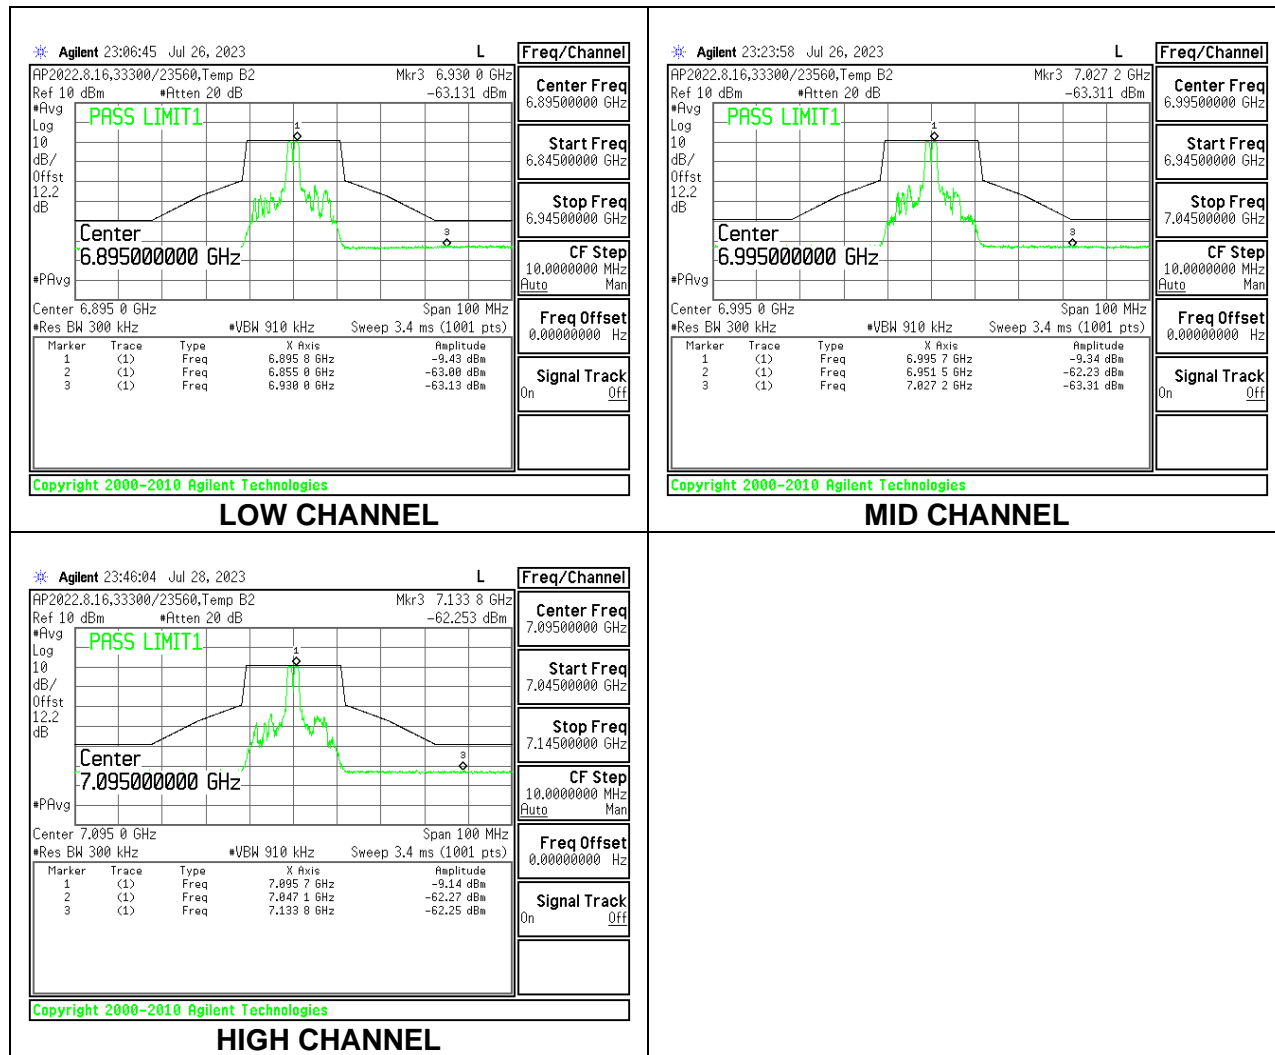 Agilent 23:06:45 Jul 26, 2023 L
Freq/Channel
AP2022.8.16,33300/23560,Temp B2 Mkr3 6.930 0 GHz
Ref 10 dBm #Atten 20 dB -63.131 dBm
#Avg
Log
10
dB/
Offst
12.2
dB
#PAvg
PASS LIMIT1
1
3
Center
6.895000000 GHz
Center 6.895 0 GHz Span 100 MHz
#Res BW 300 kHz #VBW 910 kHz Sweep 3.4 ms (1001 pts)
Marker Trace Type X Axis Amplitude
1 (1) Freq 6.895 8 GHz -9.43 dBm
2 (1) Freq 6.855 0 GHz -63.00 dBm
3 (1) Freq 6.930 0 GHz -63.13 dBm
Center Freq
6.89500000 GHz
Start Freq
6.84500000 GHz
Stop Freq
6.94500000 GHz
CF Step
10.0000000 MHz
Auto Man
Freq Offset
0.00000000 Hz
Signal Track
On Off
Copyright 2000-2010 Agilent Technologies
LOW CHANNEL
Agilent 23:23:58 Jul 26, 2023 L
Freq/Channel
AP2022.8.16,33300/23560,Temp B2 Mkr3 7.027 2 GHz
Ref 10 dBm #Atten 20 dB -63.311 dBm
#Avg
Log
10
dB/
Offst
12.2
dB
#PAvg
PASS LIMIT1
1
3
Center
6.995000000 GHz
Center 6.995 0 GHz Span 100 MHz
#Res BW 300 kHz #VBW 910 kHz Sweep 3.4 ms (1001 pts)
Marker Trace Type X Axis Amplitude
1 (1) Freq 6.995 7 GHz -9.34 dBm
2 (1) Freq 6.951 5 GHz -62.23 dBm
3 (1) Freq 7.027 2 GHz -63.31 dBm
Center Freq
6.99500000 GHz
Start Freq
6.94500000 GHz
Stop Freq
7.04500000 GHz
CF Step
10.0000000 MHz
Auto Man
Freq Offset
0.00000000 Hz
Signal Track
On Off
Copyright 2000-2010 Agilent Technologies
MID CHANNEL
Agilent 23:46:04 Jul 28, 2023 L
Freq/Channel
AP2022.8.16,33300/23560,Temp B2 Mkr3 7.133 8 GHz
Ref 10 dBm #Atten 20 dB -62.253 dBm
#Avg
Log
10
dB/
Offst
12.2
dB
#PAvg
PASS LIMIT1
1
3
Center
7.095000000 GHz
Center 7.095 0 GHz Span 100 MHz
#Res BW 300 kHz #VBW 910 kHz Sweep 3.4 ms (1001 pts)
Marker Trace Type X Axis Amplitude
1 (1) Freq 7.095 7 GHz -9.14 dBm
2 (1) Freq 7.047 1 GHz -62.27 dBm
3 (1) Freq 7.133 8 GHz -62.25 dBm
Center Freq
7.09500000 GHz
Start Freq
7.04500000 GHz
Stop Freq
7.14500000 GHz
CF Step
10.0000000 MHz
Auto Man
Freq Offset
0.00000000 Hz
Signal Track
On Off
Copyright 2000-2010 Agilent Technologies
HIGH CHANNEL